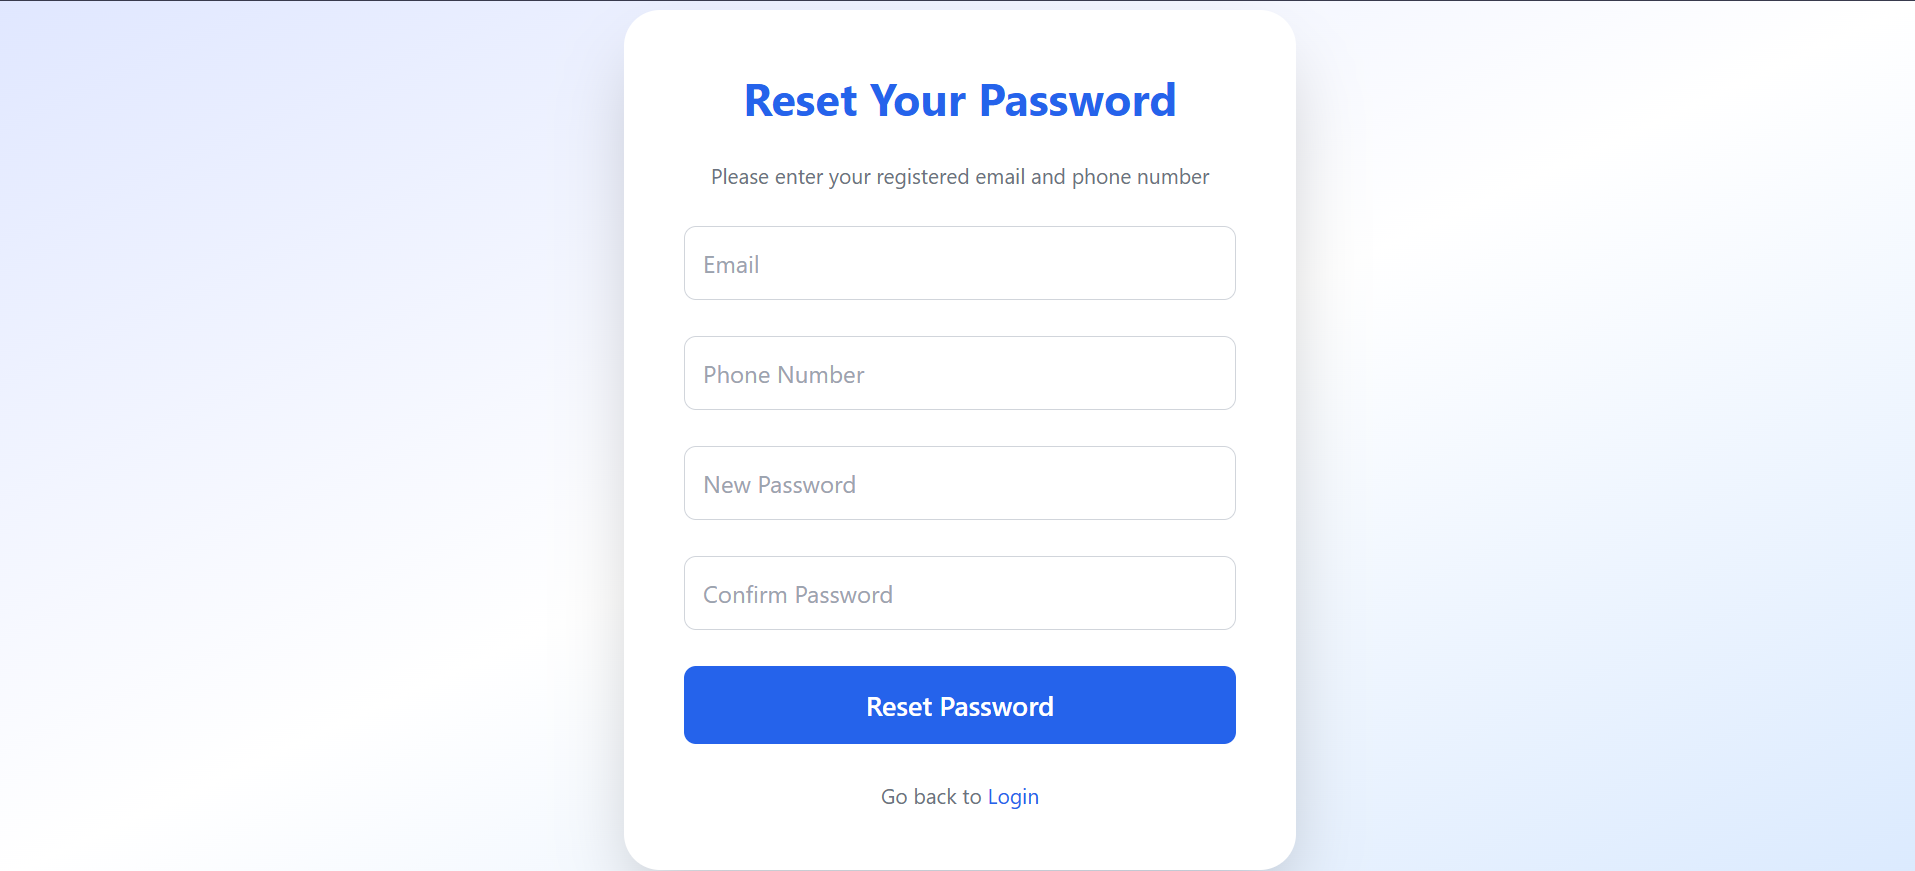 Reset Your Password
Please enter your registered email and phone number
Email
Phone Number
New Password
Confirm Password
Reset Password
Go back to Login